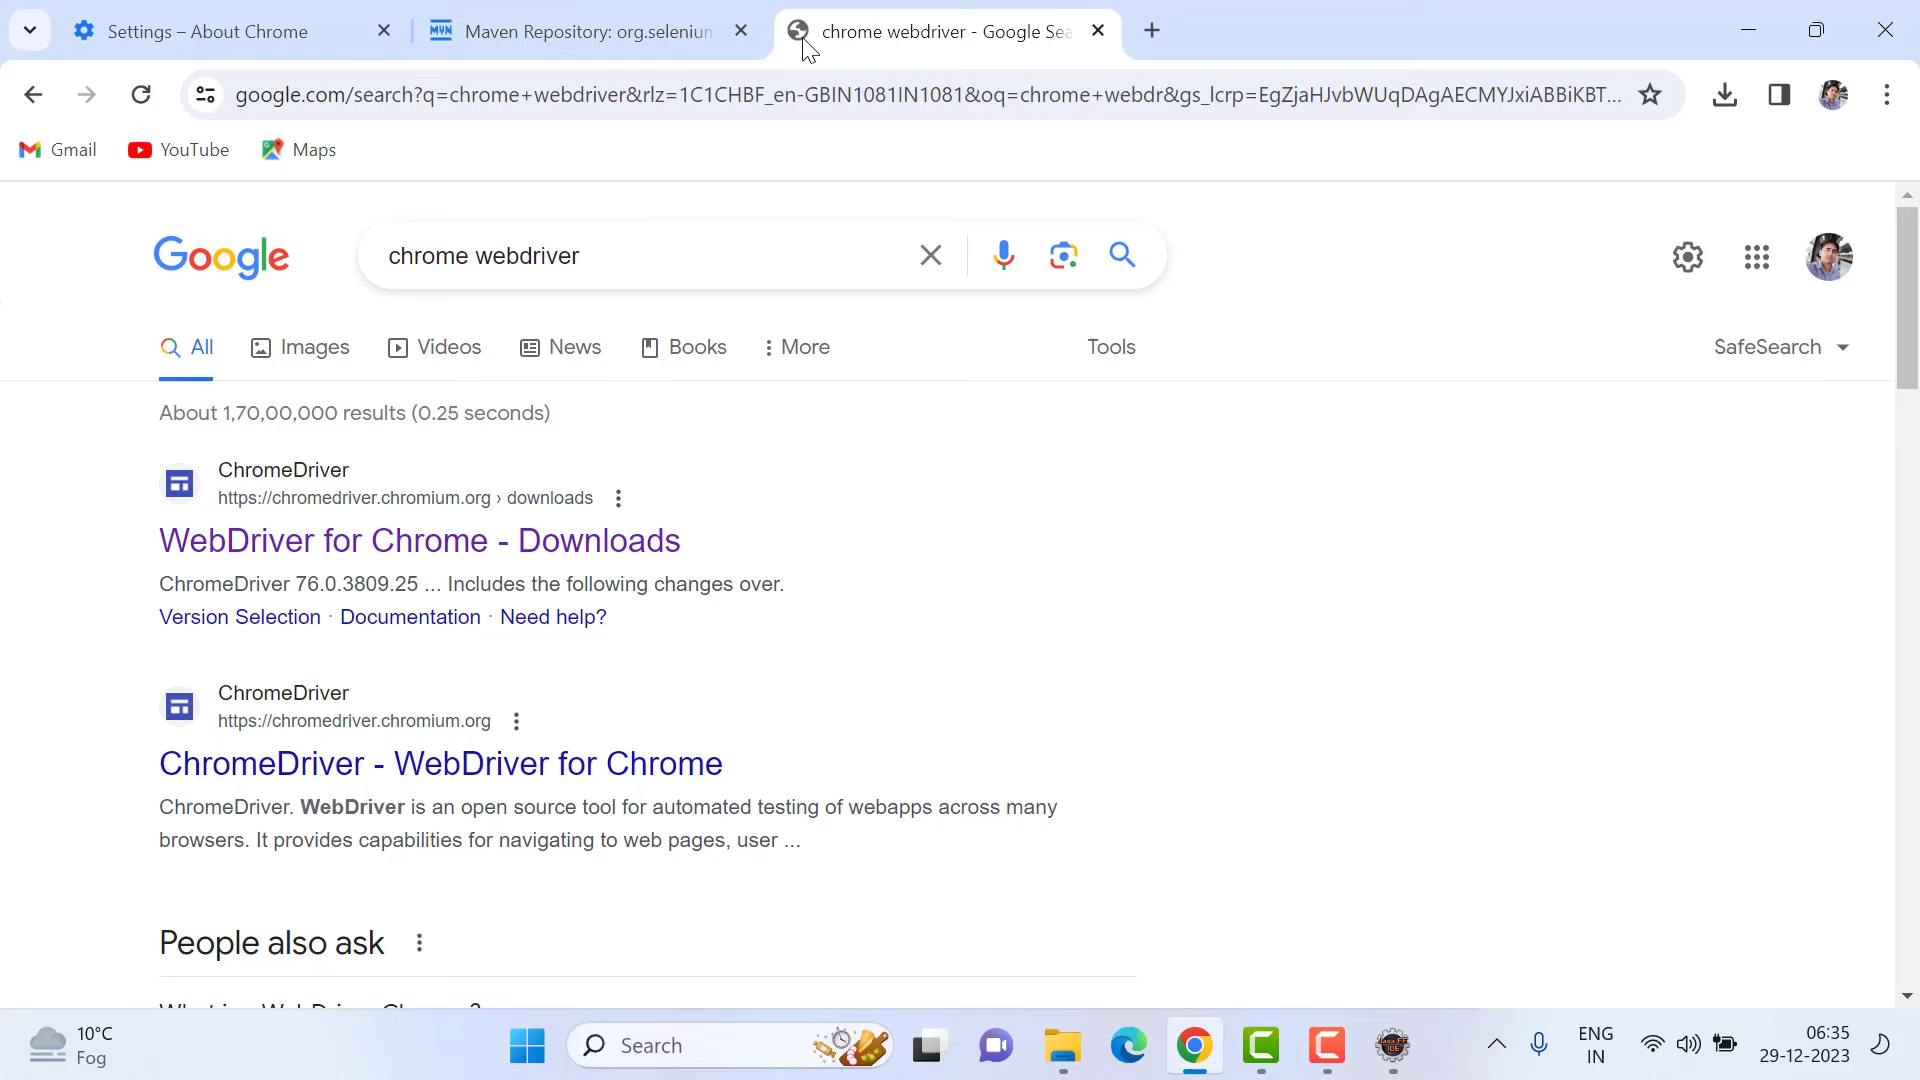 Settings – About Chrome
Maven Repository: org.selenium
chrome webdriver - Google Sea
google.com/search?q=chrome+webdriver&rlz=1C1CHBF_en-GBIN1081IN1081&oq=chrome+webdr&gs_lcrp=EgZjaHJvbWUqDAgAECMYJxiABBiKBT...
Gmail
YouTube
Maps
Google
chrome webdriver
All
Images
Videos
News
Books
More
Tools
SafeSearch
About 1,70,00,000 results (0.25 seconds)
ChromeDriver
https://chromedriver.chromium.org › downloads
WebDriver for Chrome - Downloads
ChromeDriver 76.0.3809.25 ... Includes the following changes over.
Version Selection · Documentation · Need help?
ChromeDriver
https://chromedriver.chromium.org
ChromeDriver - WebDriver for Chrome
ChromeDriver. WebDriver is an open source tool for automated testing of webapps across many
browsers. It provides capabilities for navigating to web pages, user ...
People also ask
10°C
Fog
Search
ENG
IN
06:35
29-12-2023